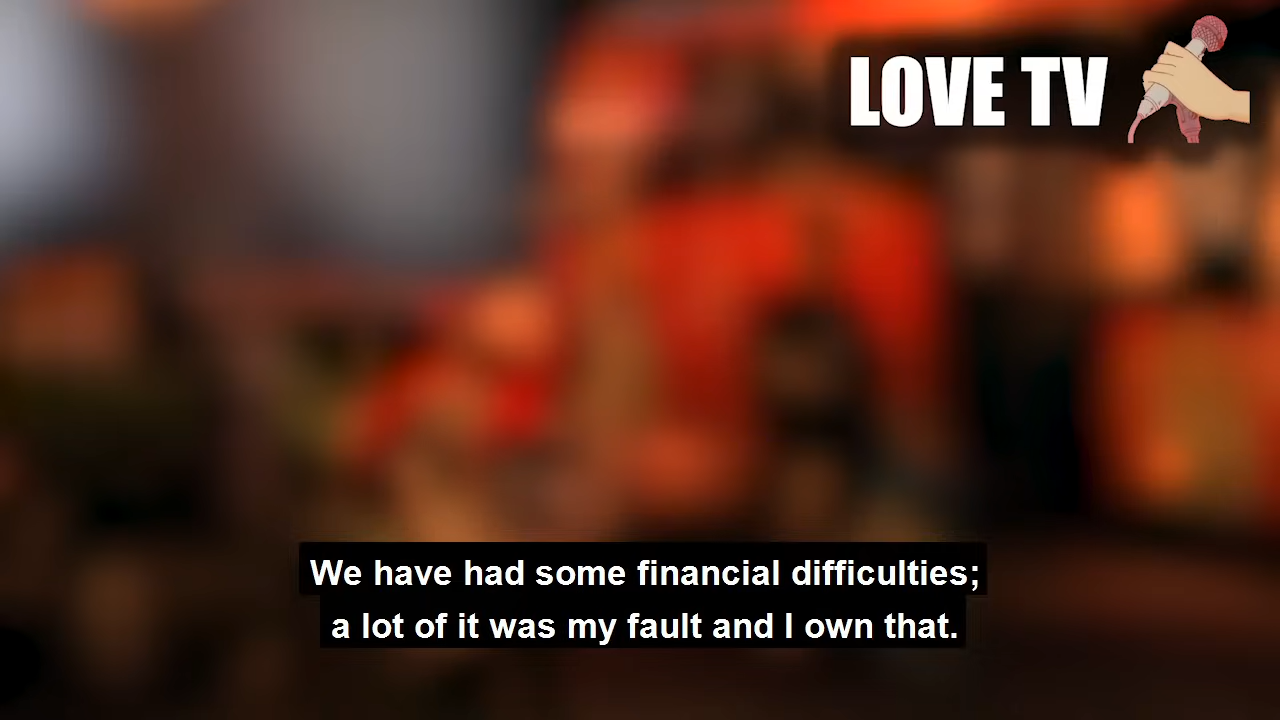 LOVE TV
We have had some financial difficulties;
a lot of it was my fault and I own that.